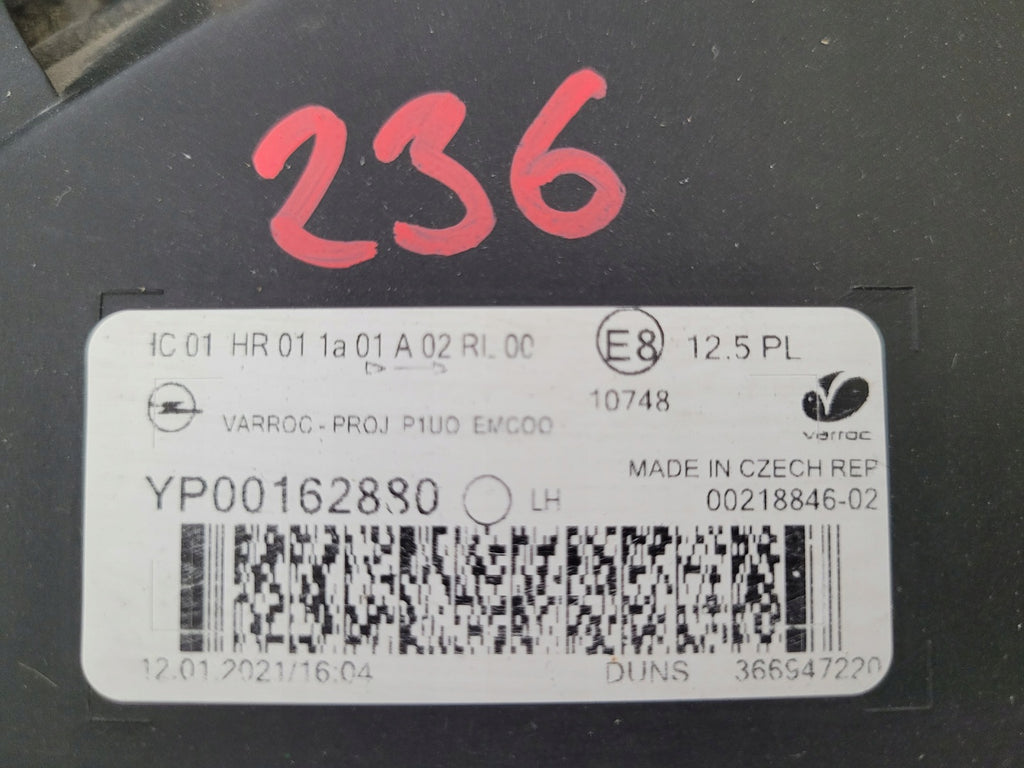 236
HC 01 HR 01 1a 01 A 02 RL 00
E8
12.5 PL
10748
VARROC - PROJ P1UO
varroc
MADE IN CZECH REP
YP00162880
LH
00218846-02
12.01.2021/16:04
DUNS 366947220